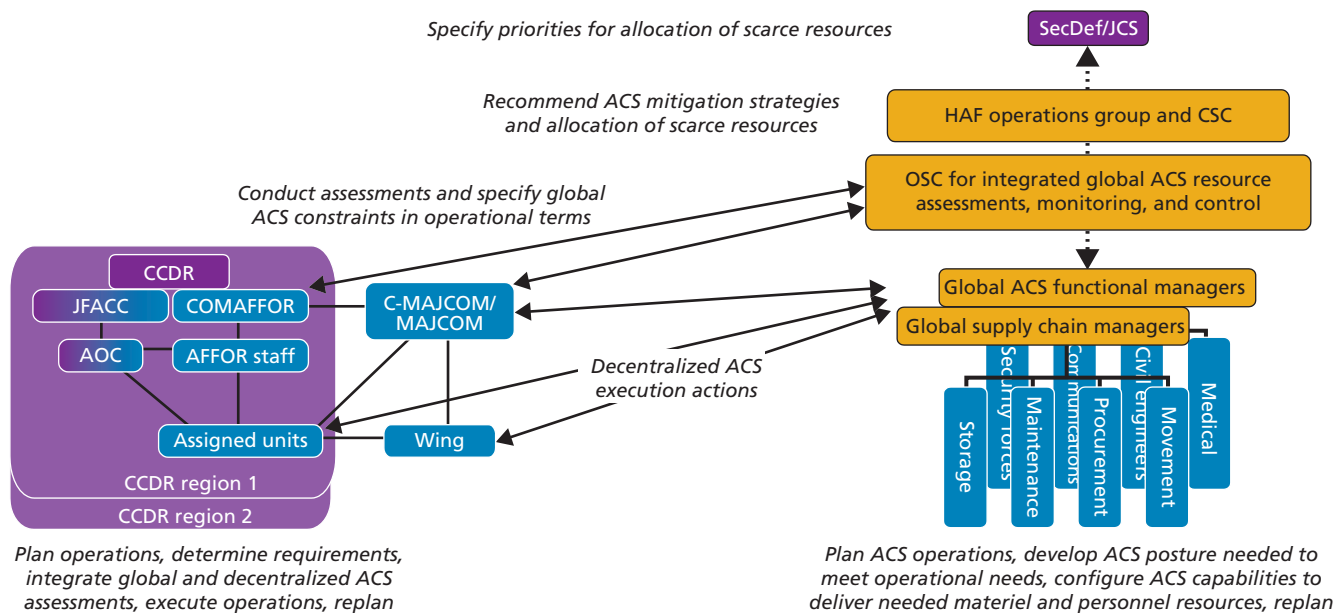 Specify priorities for allocation of scarce resources
SecDef/JCS
Recommend ACS mitigation strategies
and allocation of scarce resources
HAF operations group and CSC
Conduct assessments and specify global
ACS constraints in operational terms
OSC for integrated global ACS resource
assessments, monitoring, and control
CCDR
JFACC
COMAFFOR
C-MAJCOM/
MAJCOM
AOC
AFFOR staff
Assigned units
Wing
CCDR region 1
CCDR region 2
Decentralized ACS
execution actions
Global ACS functional managers
Global supply chain managers
Security forces
Communications
Civil engineers
Medical
Storage
Maintenance
Procurement
Movement
Plan operations, determine requirements,
integrate global and decentralized ACS
assessments, execute operations, replan
Plan ACS operations, develop ACS posture needed to
meet operational needs, configure ACS capabilities to
deliver needed materiel and personnel resources, replan